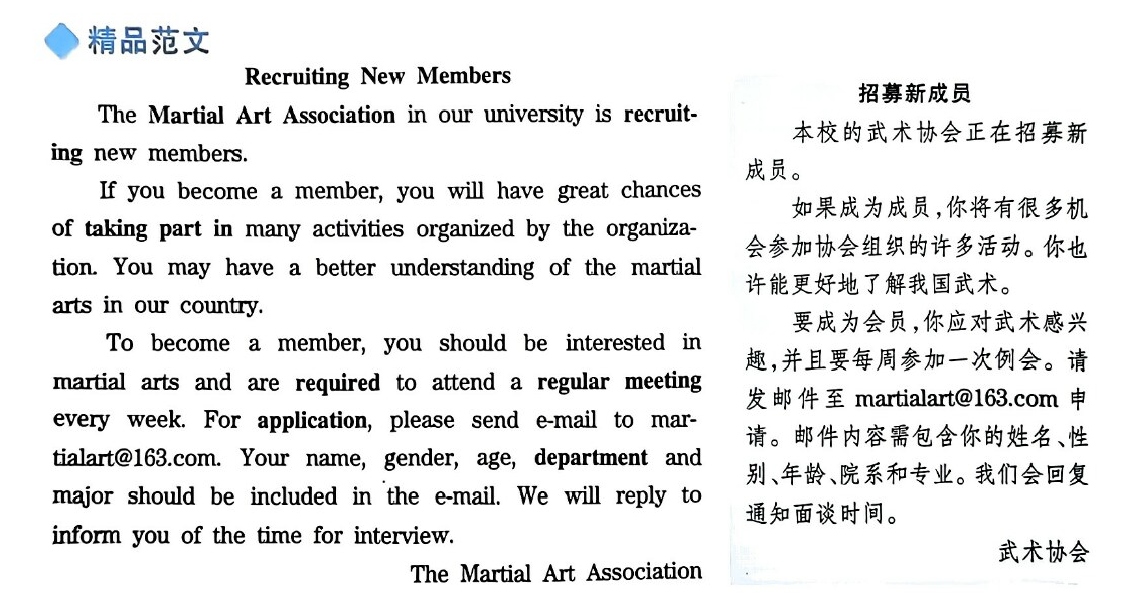 精品范文
Recruiting New Members
The Martial Art Association in our university is recruit-
ing new members.
If you become a member, you will have great chances
of taking part in many activities organized by the organiza-
tion. You may have a better understanding of the martial
arts in our country.
To become a member, you should be interested in
martial arts and are required to attend a regular meeting
every week. For application, please send e-mail to mar-
tialart@163.com. Your name, gender, age, department and
major should be included in the e-mail. We will reply to
inform you of the time for interview.
The Martial Art Association
招募新成员
本校的武术协会正在招募新
成员。
如果成为成员,你将有很多机
会参加协会组织的许多活动。你也
许能更好地了解我国武术。
要成为会员,你应对武术感兴
趣,并且要每周参加一次例会。请
发邮件至 martialart@163.com 申
请。邮件内容需包含你的姓名、性
别、年龄、院系和专业。我们会回复
通知面谈时间。
武术协会